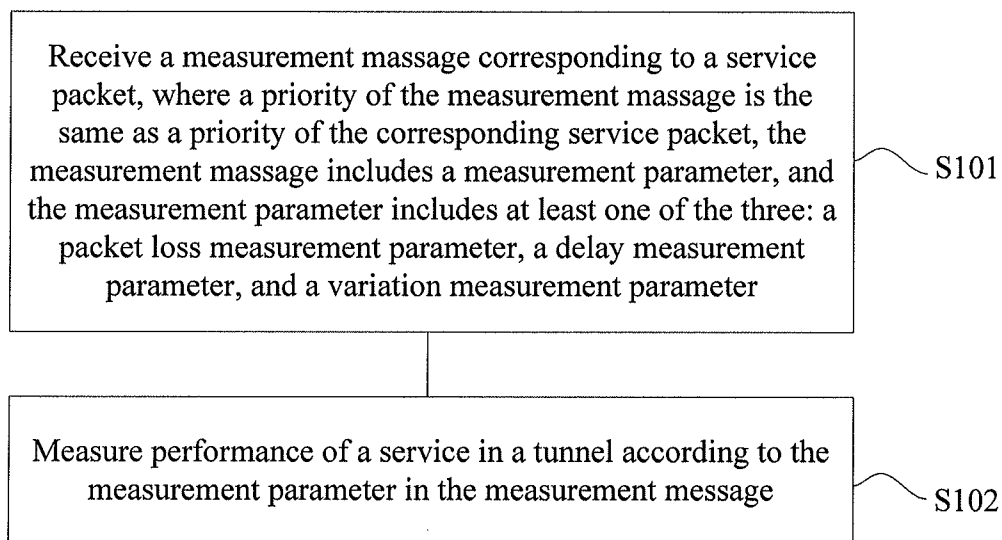 Receive a measurement massage corresponding to a service
packet, where a priority of the measurement massage is the
same as a priority of the corresponding service packet, the
measurement massage includes a measurement parameter, and
the measurement parameter includes at least one of the three: a
packet loss measurement parameter, a delay measurement
parameter, and a variation measurement parameter
S101
Measure performance of a service in a tunnel according to the
measurement parameter in the measurement message
S102